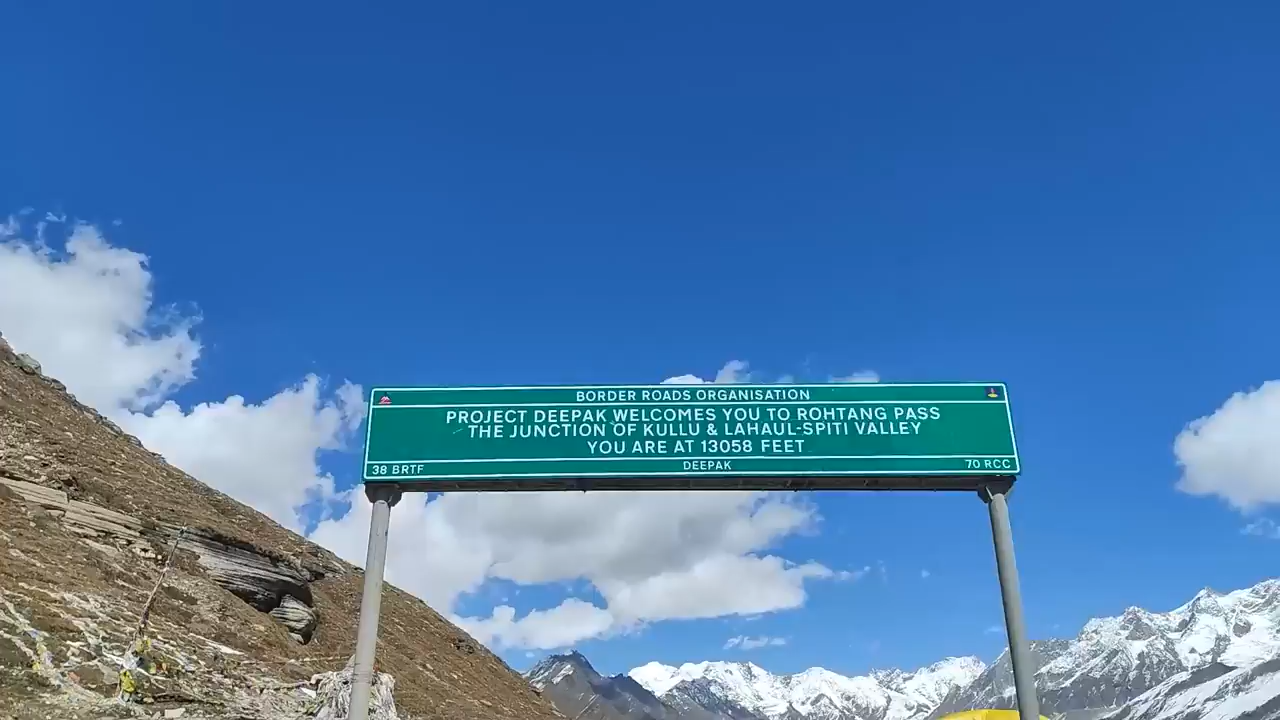 BORDER ROADS ORGANISATION
PROJECT DEEPAK WELCOMES YOU TO ROHTANG PASS
THE JUNCTION OF KULLU & LAHAUL-SPITI VALLEY
YOU ARE AT 13058 FEET
38 BRTF DEEPAK 70 RCC